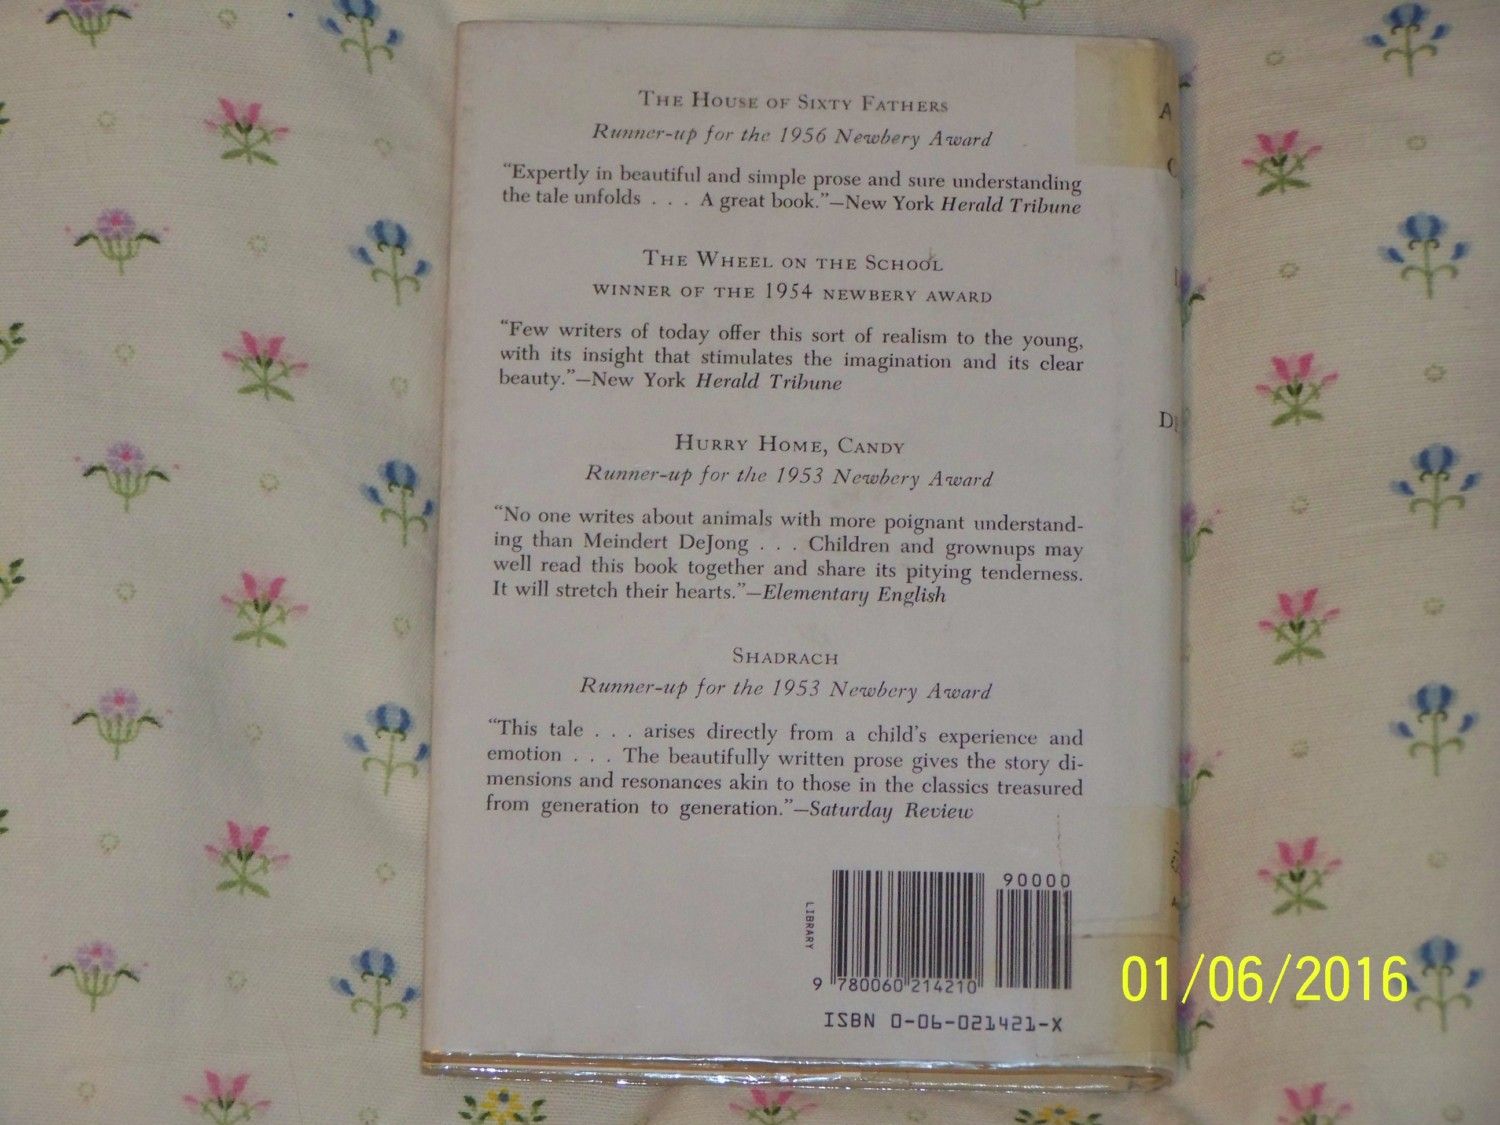 The House of Sixty Fathers
Runner-up for the 1956 Newbery Award
“Expertly in beautiful and simple prose and sure understanding
the tale unfolds . . . A great book.”—New York Herald Tribune
The Wheel on the School
winner of the 1954 newbery award
“Few writers of today offer this sort of realism to the young,
with its insight that stimulates the imagination and its clear
beauty.”—New York Herald Tribune
Hurry Home, Candy
Runner-up for the 1953 Newbery Award
“No one writes about animals with more poignant understand-
ing than Meindert DeJong . . . Children and grownups may
well read this book together and share its pitying tenderness.
It will stretch their hearts.”—Elementary English
Shadrach
Runner-up for the 1953 Newbery Award
“This tale . . . arises directly from a child's experience and
emotion . . . The beautifully written prose gives the story di-
mensions and resonances akin to those in the classics treasured
from generation to generation.”—Saturday Review
90000
LIBRARY
9 780060 214210
ISBN 0-06-021421-X
01/06/2016